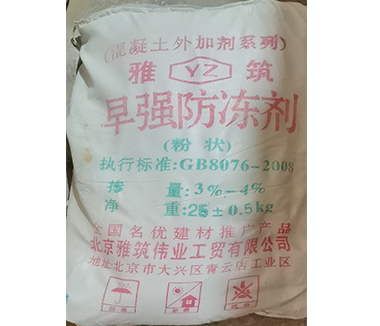 (混凝土外加剂系列)
雅 YZ 筑
早强防冻剂
(粉状)
执行标准:GB8076-2008
掺 量:3%-4%
净 重:25±0.5kg
全国名优建材推广产品
北京雅筑伟业工贸有限公司
地址北京市大兴区青云店工业区